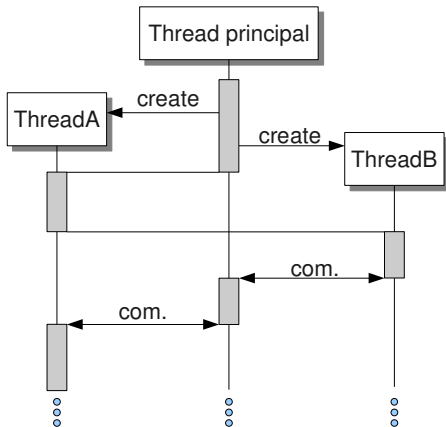 Thread principal
create
ThreadA
create
ThreadB
com.
com.